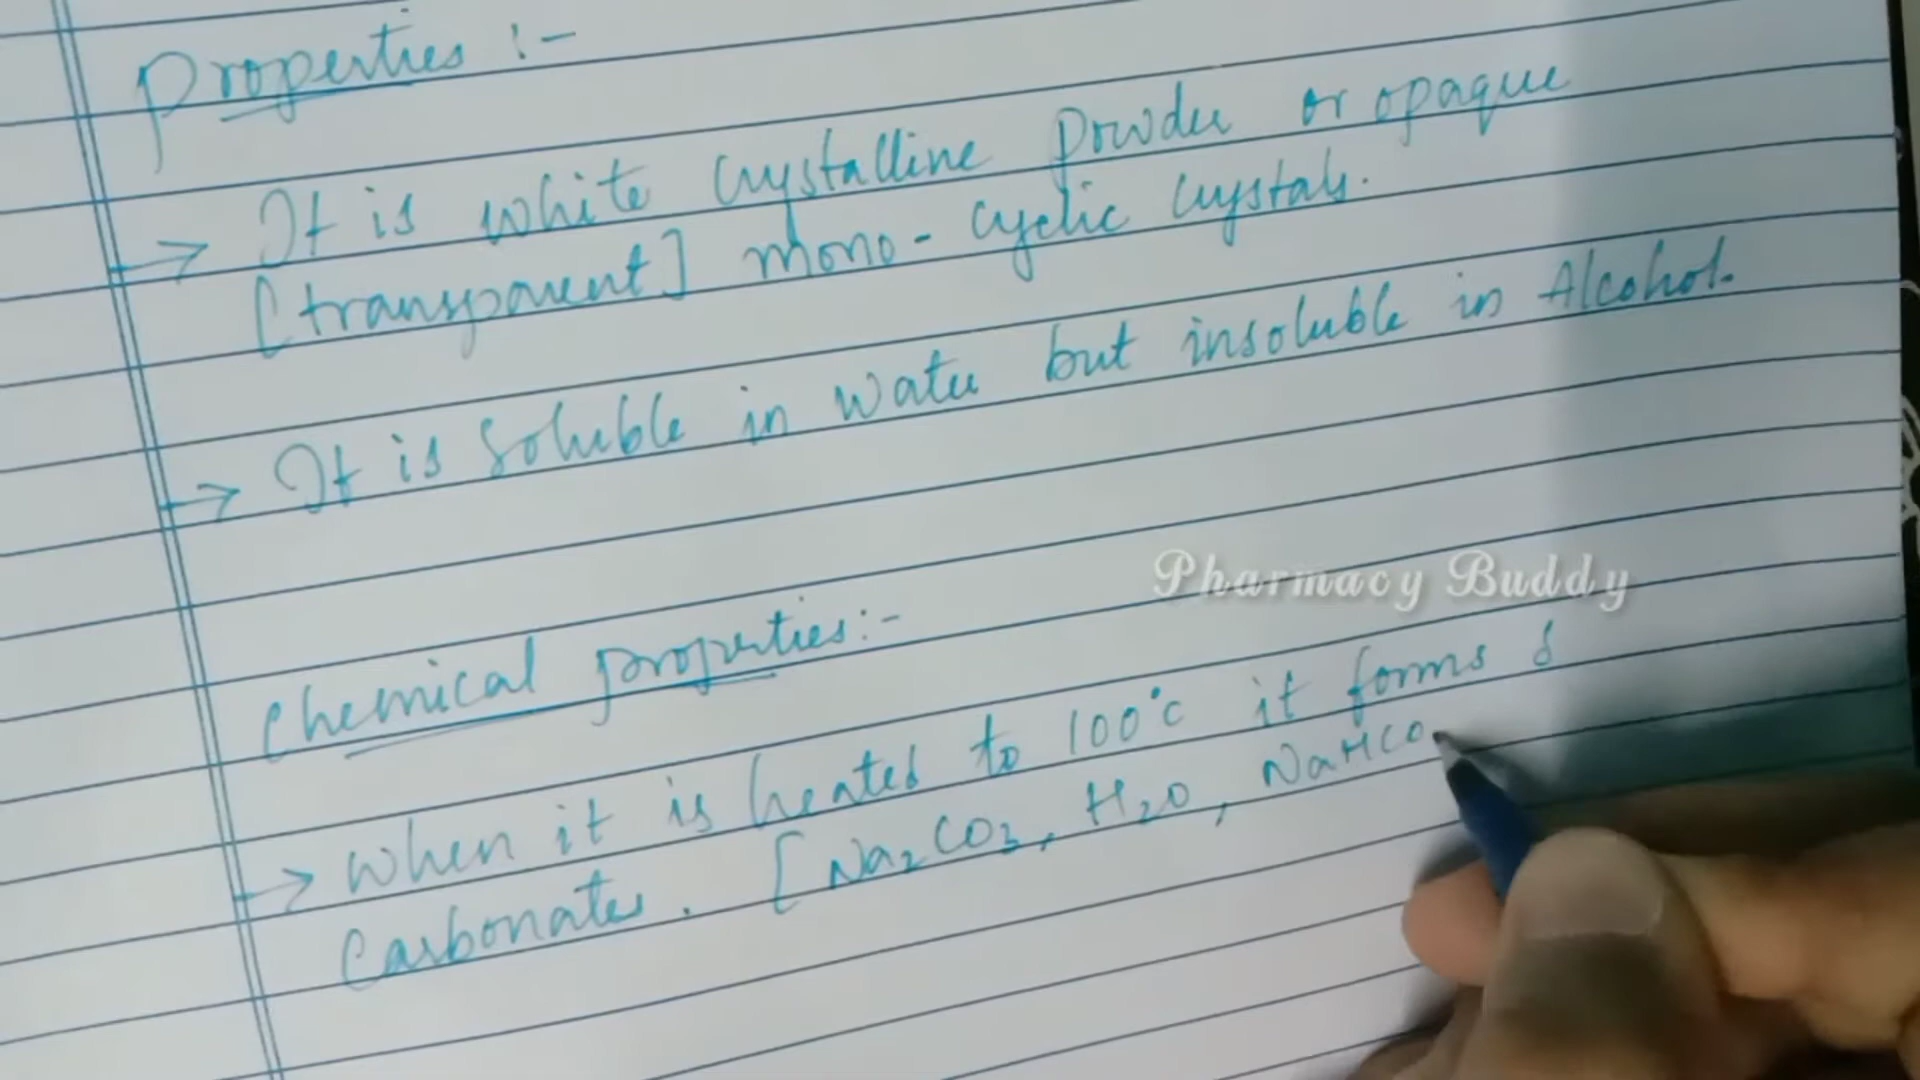 Properties :-
→ It is white crystalline powder or opaque
[transparent] mono-cyclic crystals.
→ It is soluble in water but insoluble in Alcohol.
Pharmacy Buddy
Chemical properties:-
→ When it is heated to 100°c it forms &
Carbonates. [Na₂CO₃, H₂O, NaHCO